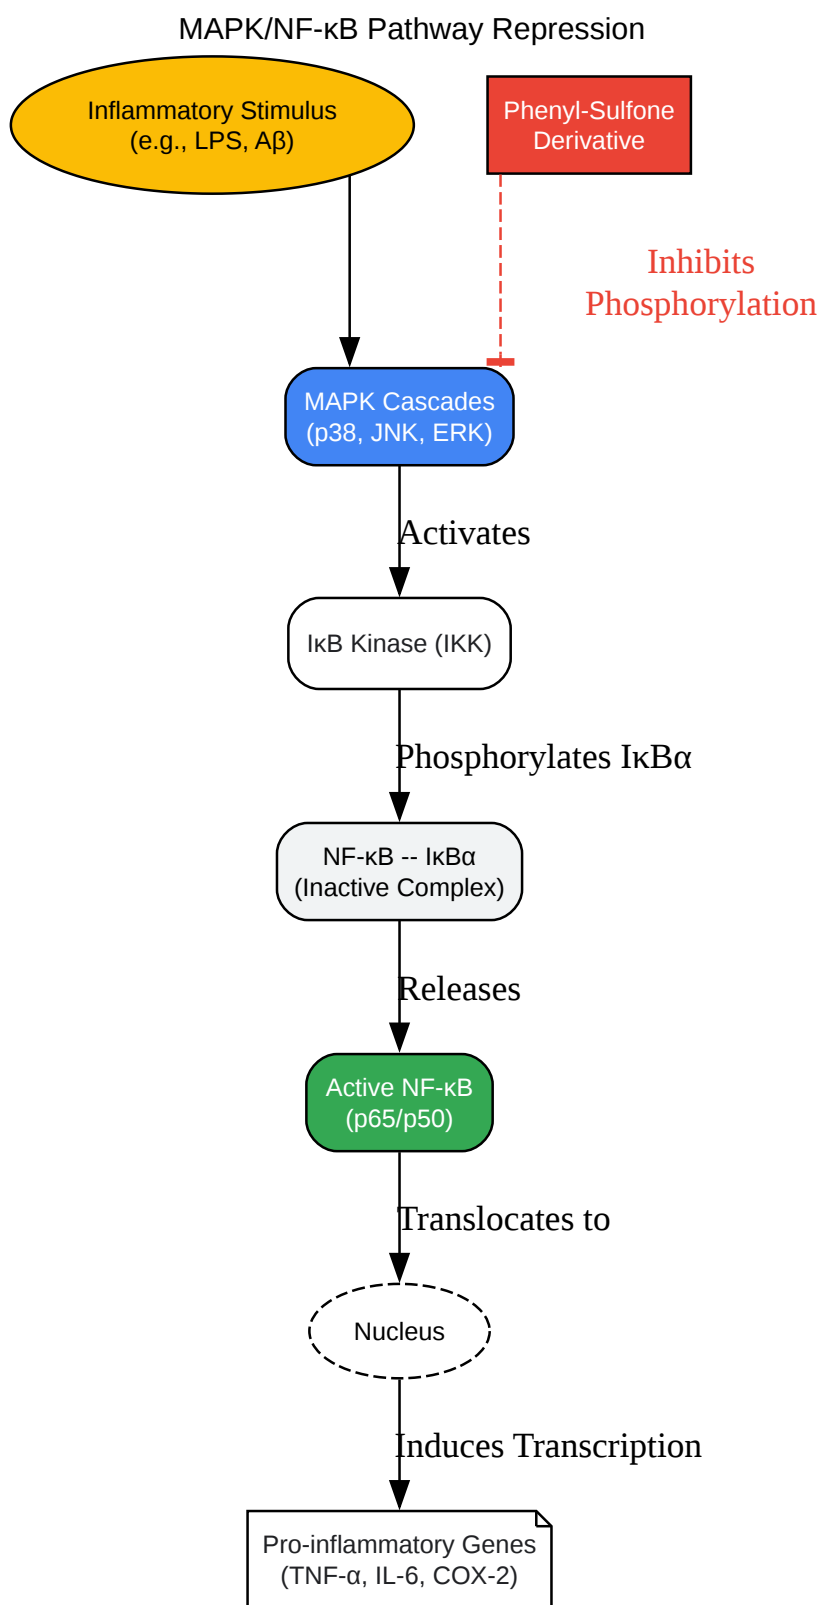 MAPK/NF-κB Pathway Repression
Inflammatory Stimulus
(e.g., LPS, Aβ)
Phenyl-Sulfone
Derivative
Inhibits
Phosphorylation
MAPK Cascades
(p38, JNK, ERK)
Activates
IκB Kinase (IKK)
Phosphorylates IκBα
NF-κB -- IκBα
(Inactive Complex)
Releases
Active NF-κB
(p65/p50)
Translocates to
Nucleus
Induces Transcription
Pro-inflammatory Genes
(TNF-α, IL-6, COX-2)